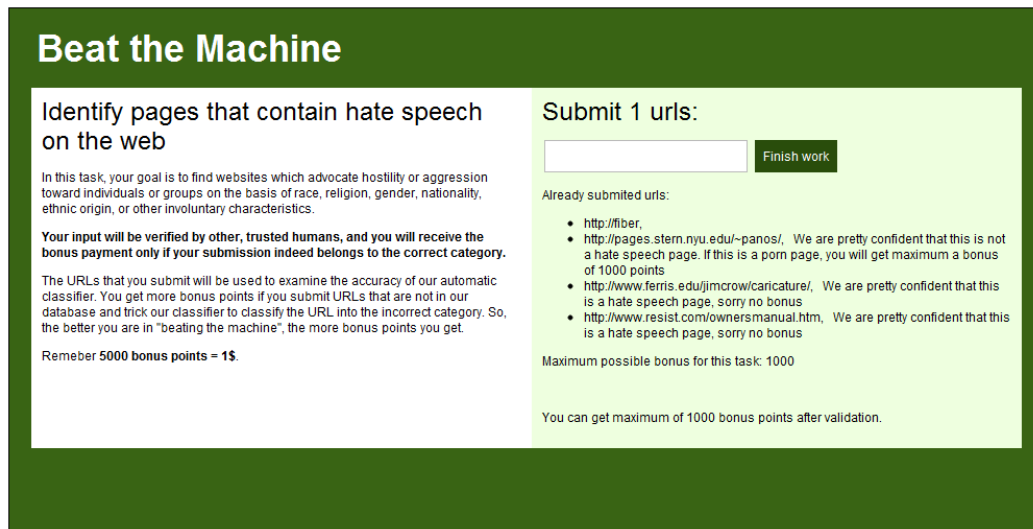 Beat the Machine
Identify pages that contain hate speech
on the web
In this task, your goal is to find websites which advocate hostility or aggression
toward individuals or groups on the basis of race, religion, gender, nationality,
ethnic origin, or other involuntary characteristics.
Your input will be verified by other, trusted humans, and you will receive the
bonus payment only if your submission indeed belongs to the correct category.
The URLs that you submit will be used to examine the accuracy of our automatic
classifier. You get more bonus points if you submit URLs that are not in our
database and trick our classifier to classify the URL into the incorrect category. So,
the better you are in "beating the machine", the more bonus points you get.
Remeber 5000 bonus points = 1$.
Submit 1 urls:
Finish work
Already submited urls:
• http://fiber,
• http://pages.stern.nyu.edu/~panos/, We are pretty confident that this is not
a hate speech page. If this is a porn page, you will get maximum a bonus
of 1000 points
• http://www.ferris.edu/jimcrow/caricature/, We are pretty confident that this
is a hate speech page, sorry no bonus
• http://www.resist.com/ownersmanual.htm, We are pretty confident that this
is a hate speech page, sorry no bonus
Maximum possible bonus for this task: 1000
You can get maximum of 1000 bonus points after validation.